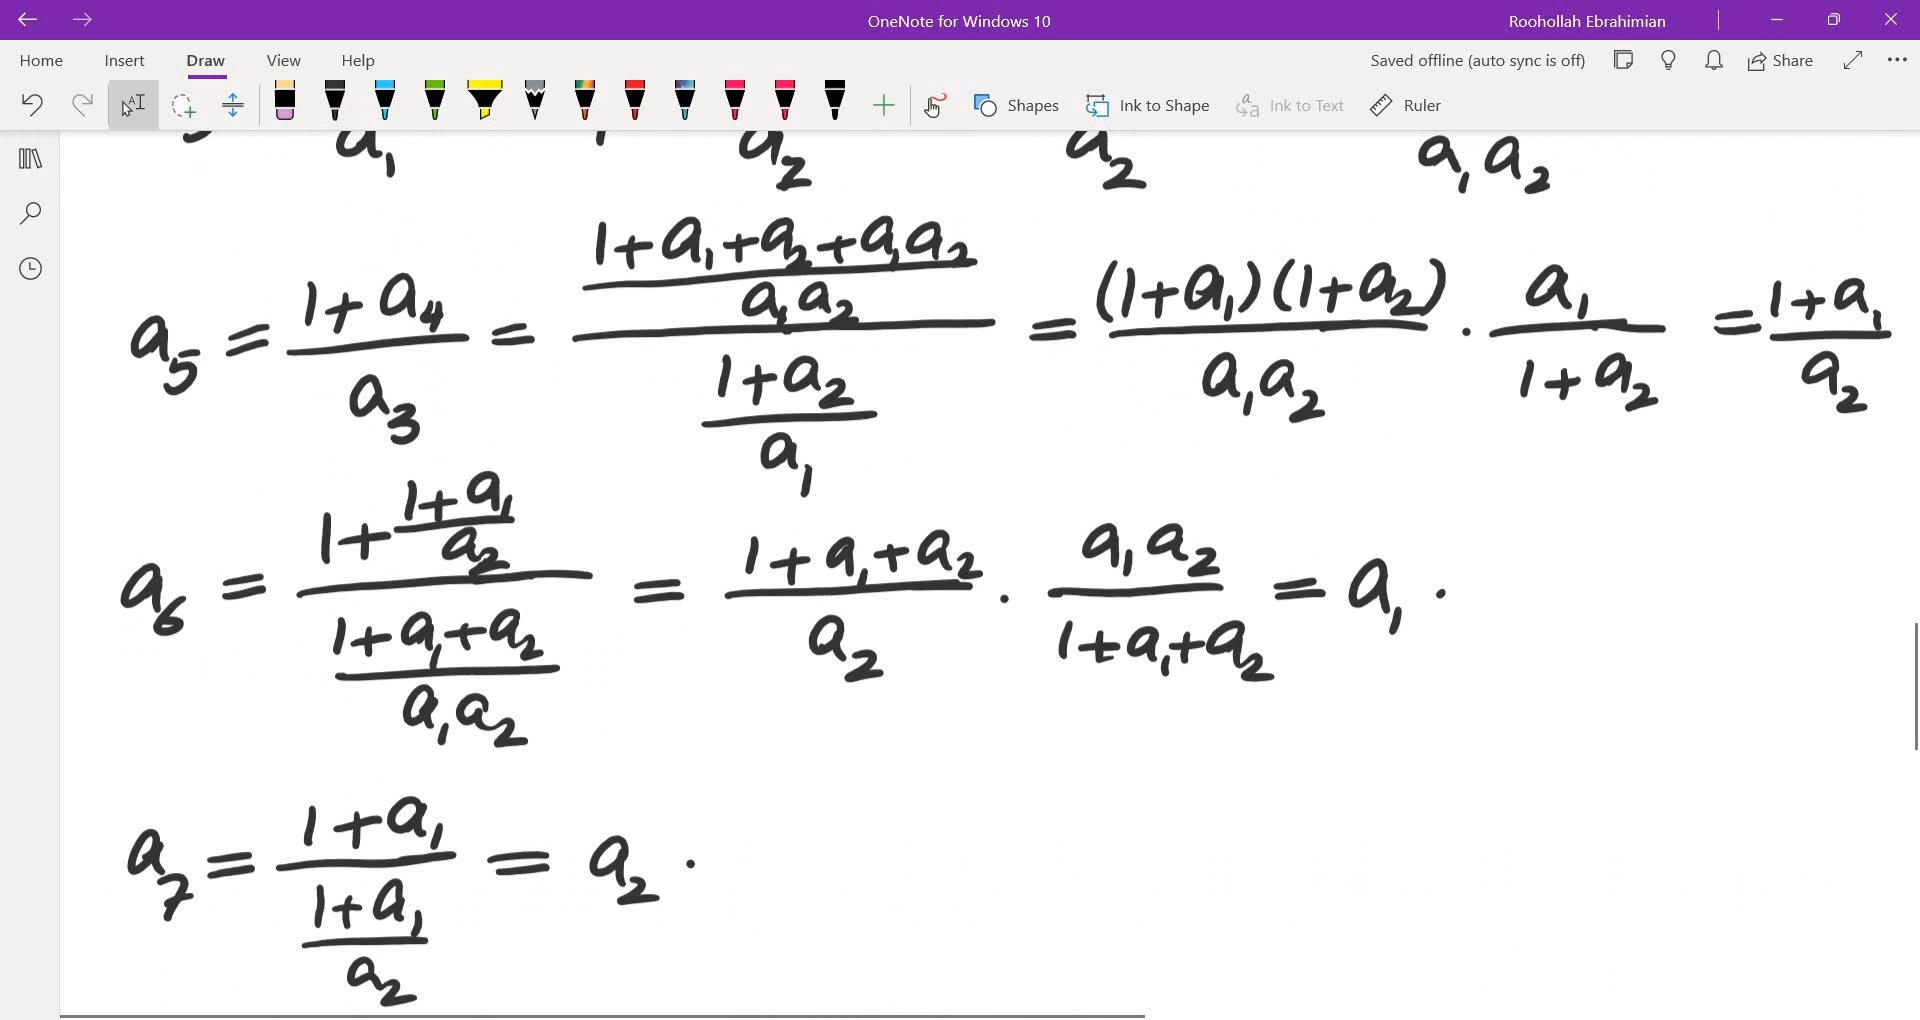 OneNote for Windows 10 Roohollah Ebrahimian
Home Insert Draw View Help Saved offline (auto sync is off) Share
Shapes Ink to Shape Ink to Text Ruler
a₁ a₂ a₂ a₁a₂
a₅ = (1+a₄)/a₃ = ((1+a₁+a₂+a₁a₂)/(a₁a₂))/((1+a₂)/a₁) = ((1+a₁)(1+a₂))/(a₁a₂) · a₁/(1+a₂) = (1+a₁)/a₂
a₆ = (1+(1+a₁)/a₂)/((1+a₁+a₂)/(a₁a₂)) = (1+a₁+a₂)/a₂ · (a₁a₂)/(1+a₁+a₂) = a₁.
a₇ = (1+a₁)/((1+a₁)/a₂) = a₂.